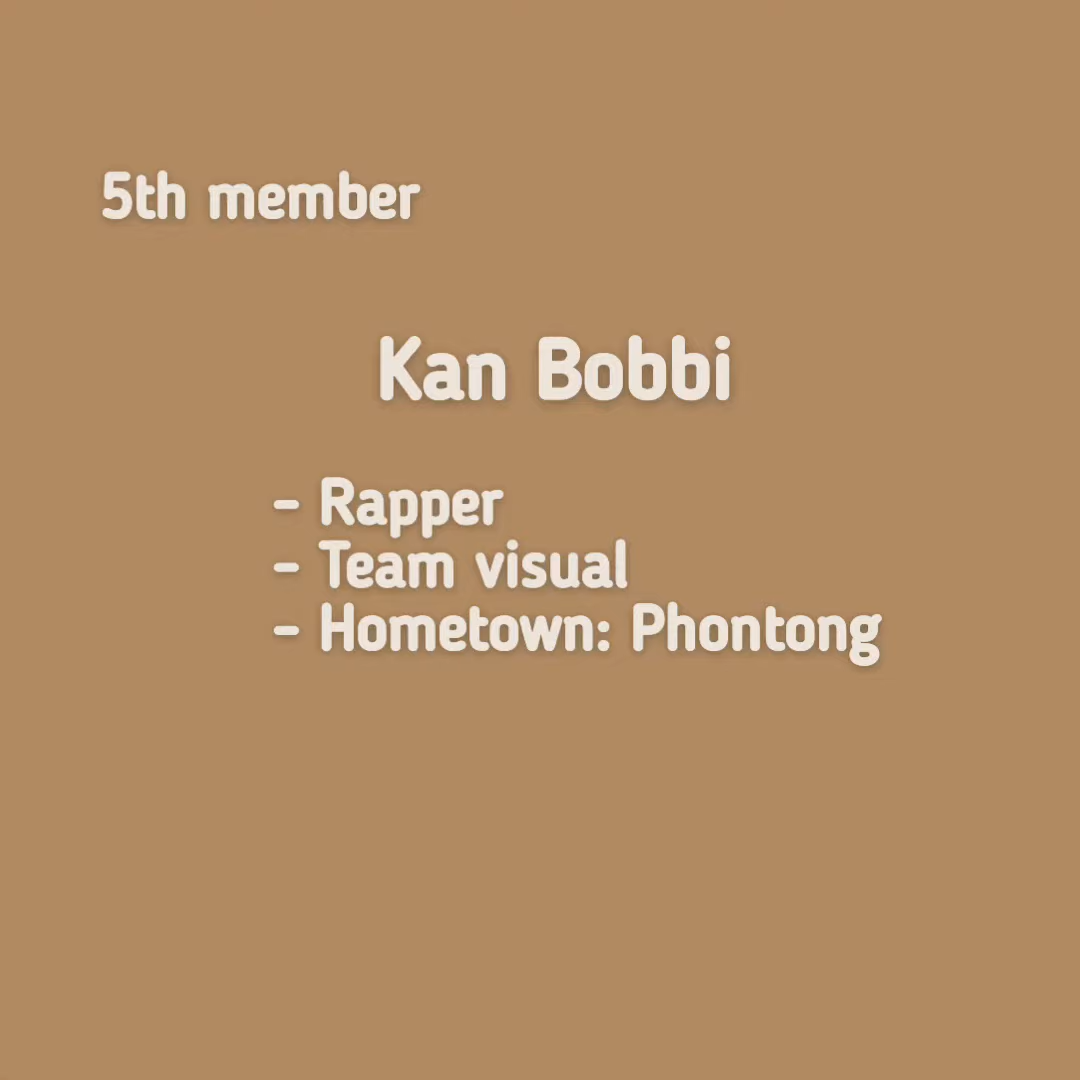 5th member
Kan Bobbi
- Rapper
- Team visual
- Hometown: Phontong